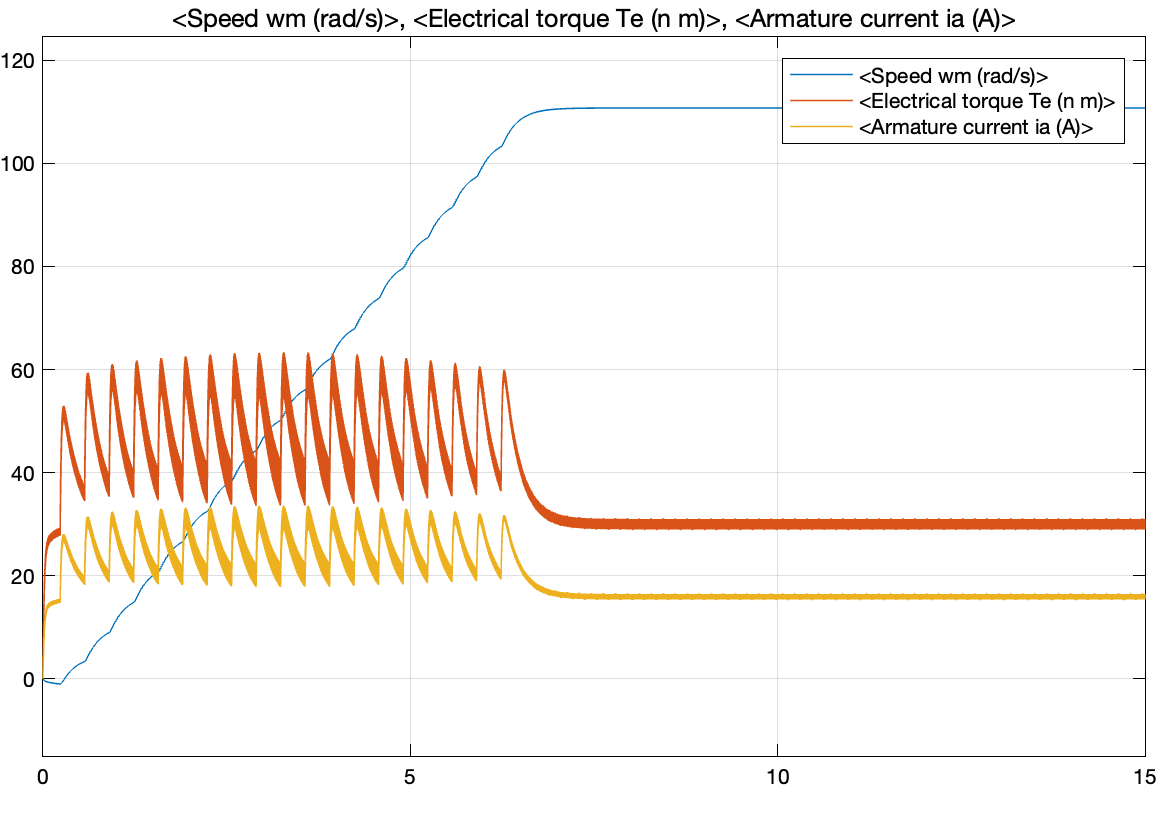 <Speed wm (rad/s)>, <Electrical torque Te (n m)>, <Armature current ia (A)>
120
100
80
60
40
20
0
<Speed wm (rad/s)>
<Electrical torque Te (n m)>
<Armature current ia (A)>
0 5 10 15